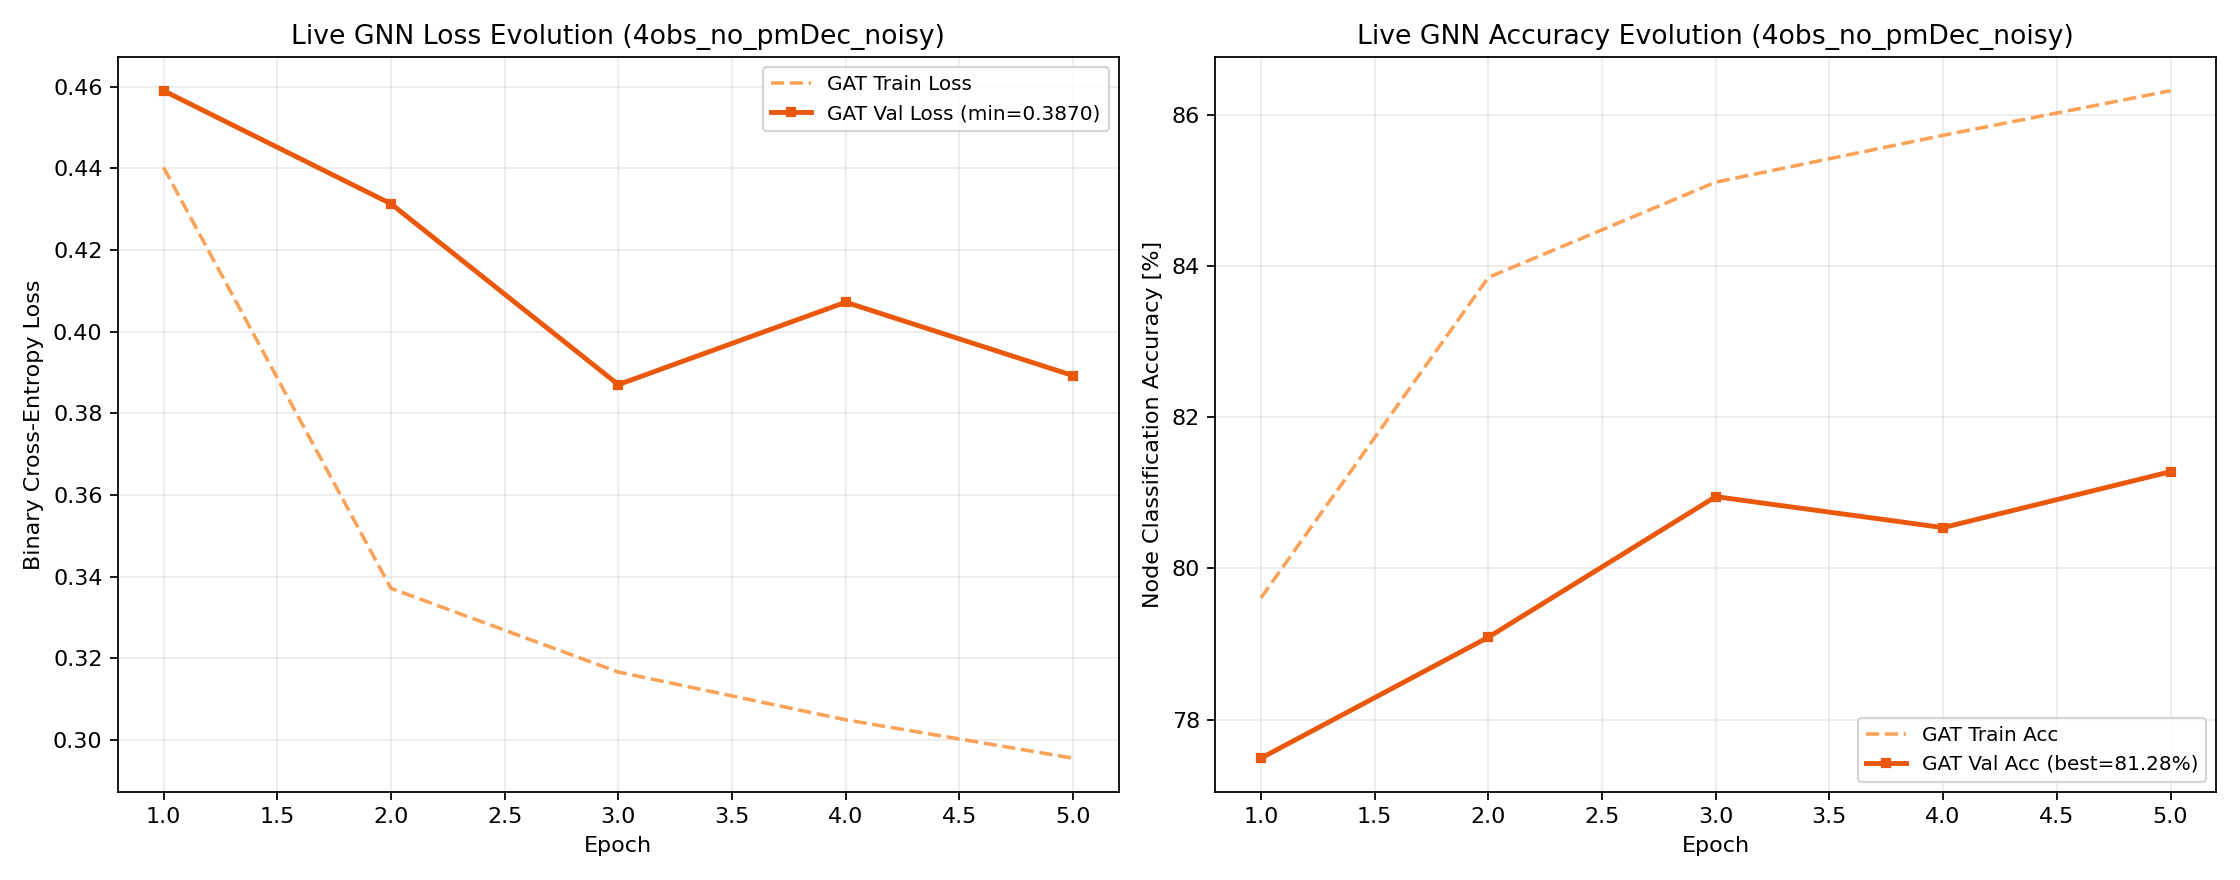 Live GNN Loss Evolution (4obs_no_pmDec_noisy)
Binary Cross-Entropy Loss
0.46
0.44
0.42
0.40
0.38
0.36
0.34
0.32
0.30
GAT Train Loss
GAT Val Loss (min=0.3870)
1.0 1.5 2.0 2.5 3.0 3.5 4.0 4.5 5.0
Epoch
Live GNN Accuracy Evolution (4obs_no_pmDec_noisy)
Node Classification Accuracy [%]
86
84
82
80
78
GAT Train Acc
GAT Val Acc (best=81.28%)
1.0 1.5 2.0 2.5 3.0 3.5 4.0 4.5 5.0
Epoch